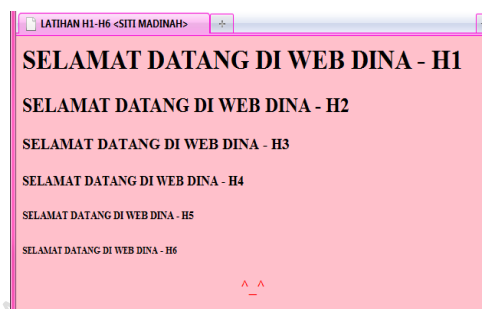 LATIHAN H1-H6 <SITI MADINAH>
SELAMAT DATANG DI WEB DINA - H1
SELAMAT DATANG DI WEB DINA - H2
SELAMAT DATANG DI WEB DINA - H3
SELAMAT DATANG DI WEB DINA - H4
SELAMAT DATANG DI WEB DINA - H5
SELAMAT DATANG DI WEB DINA - H6
^_^